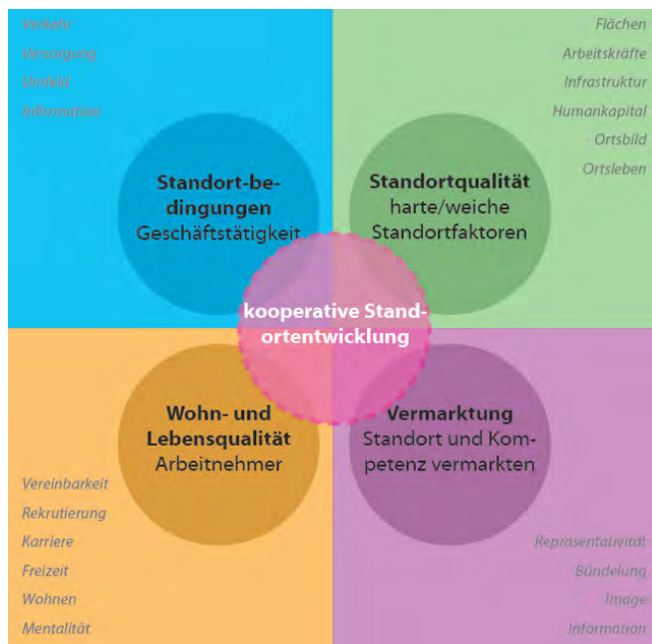 Verkehr
Versorgung
Umfeld
Information
Flächen
Arbeitskräfte
Infrastruktur
Humankapital
Ortsbild
Ortsleben
Standort-be-
dingungen
Geschäftstätigkeit
Standortqualität
harte/weiche
Standortfaktoren
kooperative Stand-
ortentwicklung
Wohn- und
Lebensqualität
Arbeitnehmer
Vermarktung
Standort und Kom-
petenz vermarkten
Vereinbarkeit
Rekrutierung
Karriere
Freizeit
Wohnen
Mentalität
Repräsentativität
Bündelung
Image
Information